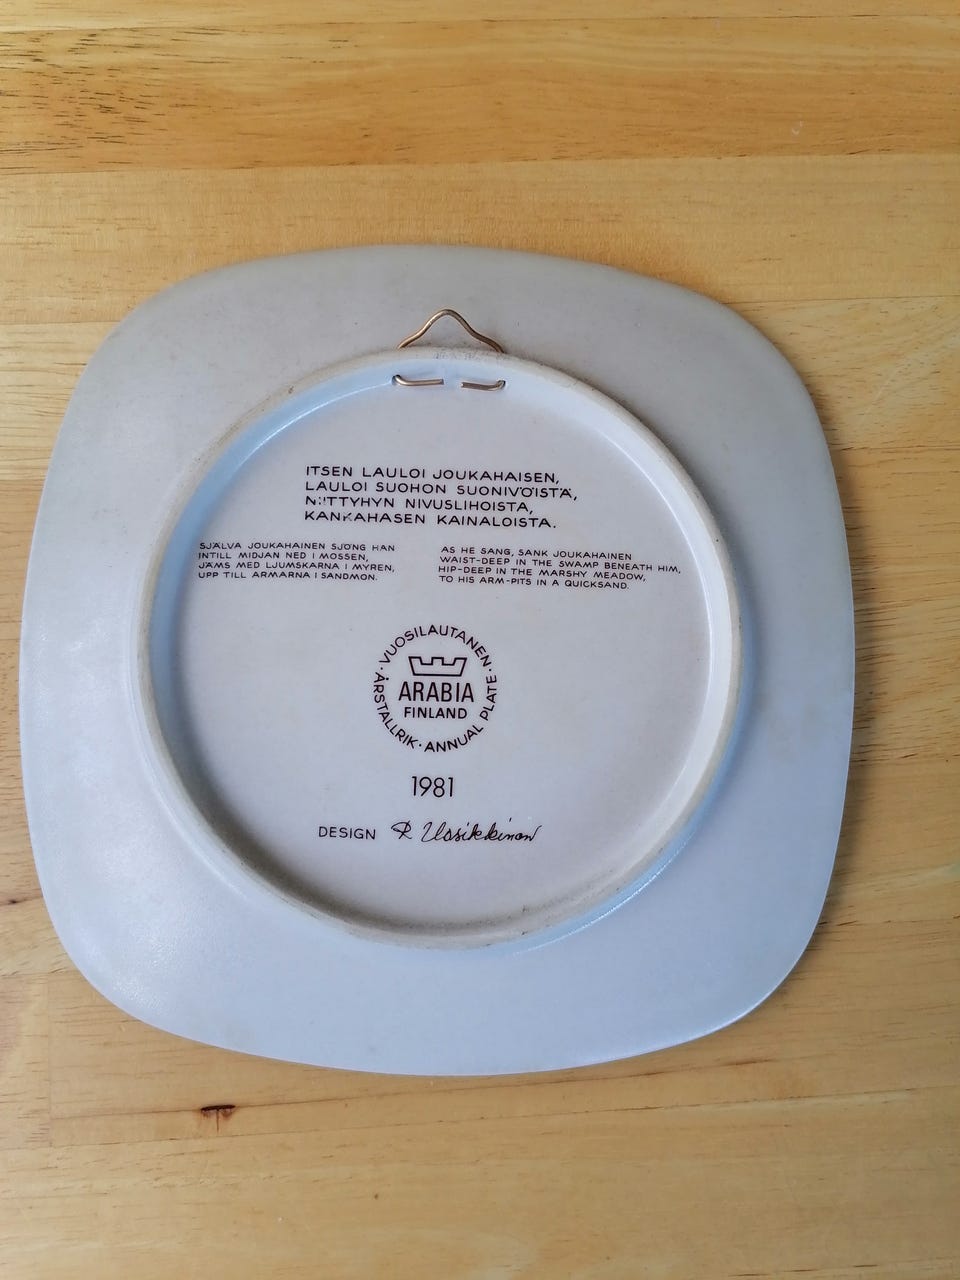 ITSEN LAULOI JOUKAHAISEN,
LAULOI SUOHON SUONIVÖISTÄ,
NIITTYHYN NIVUSLIHOISTA,
KANKAHASEN KAINALOISTA.
SJÄLVA JOUKAHAINEN SJÖNG HAN
INTILL MIDJAN NED I MOSSEN,
JÄMS MED LJUMSKARNA I MYREN,
UPP TILL ARMARNA I SANDMON.
AS HE SANG, SANK JOUKAHAINEN
WAIST-DEEP IN THE SWAMP BENEATH HIM,
HIP-DEEP IN THE MARSHY MEADOW,
TO HIS ARM-PITS IN A QUICKSAND.
· VUOSILAUTANEN · ANNUAL PLATE · ÅRSTALLRIK
ARABIA
FINLAND
1981
DESIGN R Uosikkinen